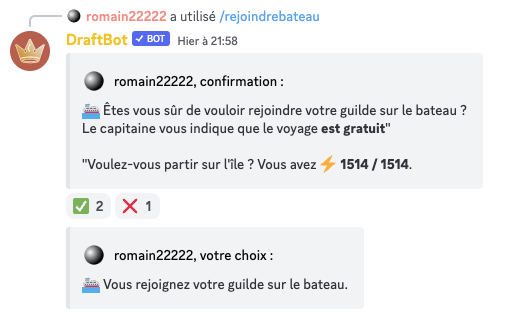 romain22222 a utilisé /rejoindrebateau
DraftBot ✓ BOT Hier à 21:58
romain22222, confirmation :
🛳️ Êtes vous sûr de vouloir rejoindre votre guilde sur le bateau ?
Le capitaine vous indique que le voyage est gratuit"
"Voulez-vous partir sur l'île ? Vous avez ⚡ 1514 / 1514.
✅ 2 ❌ 1
romain22222, votre choix :
🛳️ Vous rejoignez votre guilde sur le bateau.